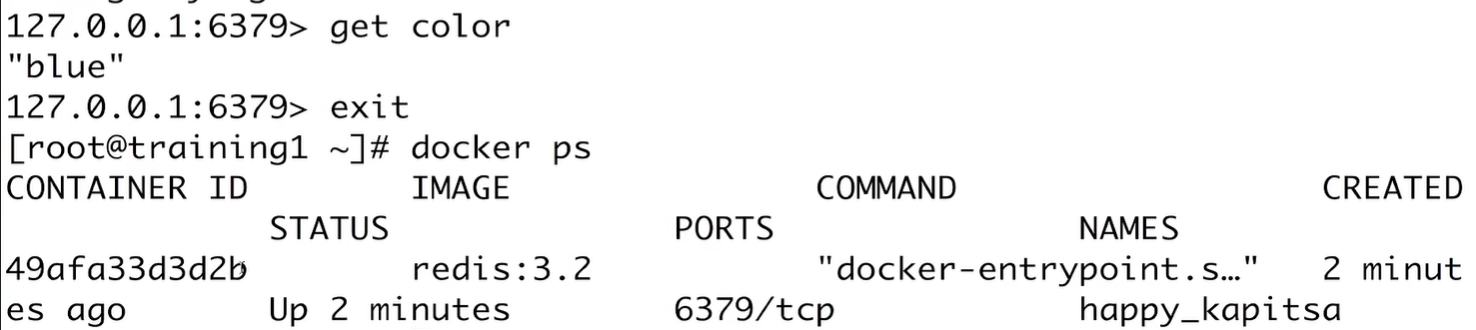 127.0.0.1:6379> get color
"blue"
127.0.0.1:6379> exit
[root@training1 ~]# docker ps
CONTAINER ID        IMAGE               COMMAND                  CREATED
             STATUS              PORTS               NAMES
49afa33d3d2b        redis:3.2           "docker-entrypoint.s…"   2 minut
es ago       Up 2 minutes        6379/tcp            happy_kapitsa